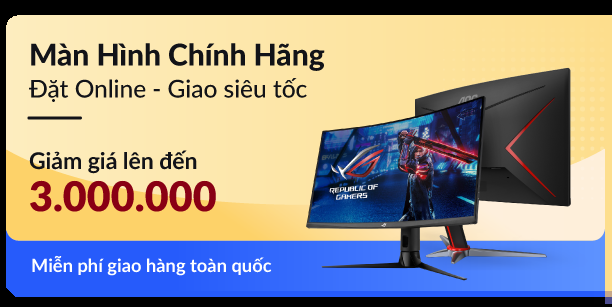 Màn Hình Chính Hãng
Đặt Online - Giao siêu tốc
Giảm giá lên đến
3.000.000
Miễn phí giao hàng toàn quốc
REPUBLIC OF
GAMERS
AOC